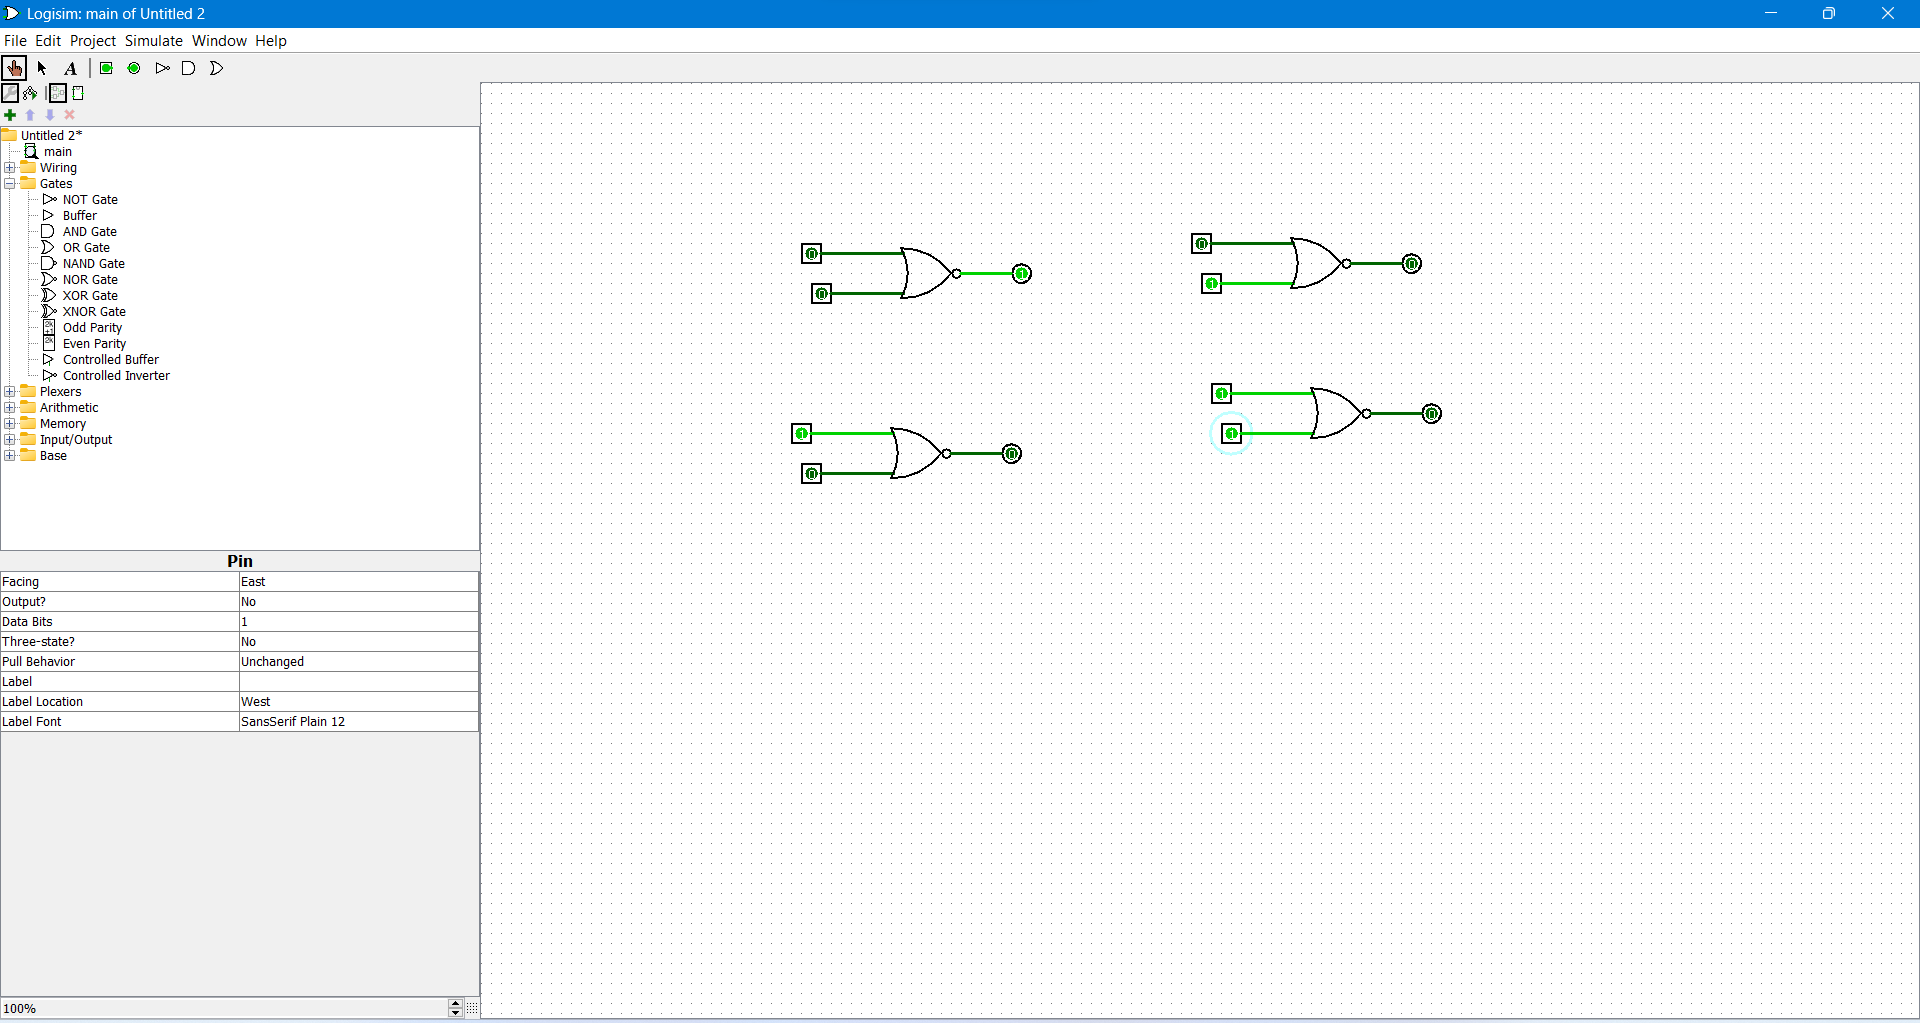 Logisim: main of Untitled 2
File Edit Project Simulate Window Help
A
Untitled 2*
main
Wiring
Gates
NOT Gate
Buffer
AND Gate
OR Gate
NAND Gate
NOR Gate
XOR Gate
XNOR Gate
Odd Parity
Even Parity
Controlled Buffer
Controlled Inverter
Plexers
Arithmetic
Memory
Input/Output
Base
Pin
Facing East
Output? No
Data Bits 1
Three-state? No
Pull Behavior Unchanged
Label
Label Location West
Label Font SansSerif Plain 12
100%
0
0
1
0
1
0
1
0
0
1
1
0